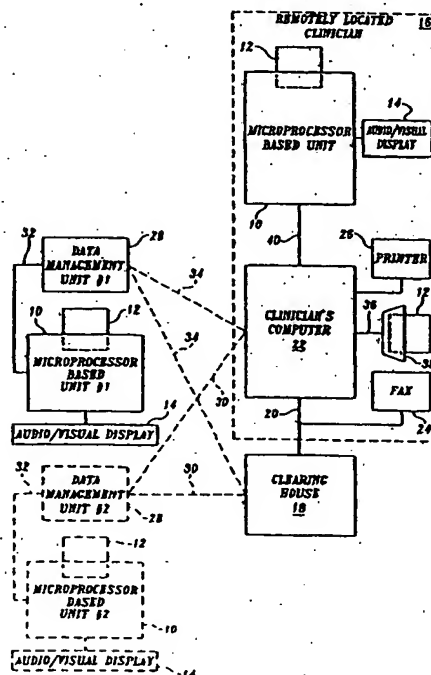 REMOTELY LOCATED
CLINICIAN
16
12
14
MICROPROCESSOR
BASED UNIT
AUDIO/VISUAL
DISPLAY
10
40
26
PRINTER
32
28
DATA
MANAGEMENT
UNIT #1
34
36
12
CLINICIAN'S
COMPUTER
22
38
10
12
34
MICROPROCESSOR
BASED
UNIT #1
30
FAX
14
20
24
AUDIO/VISUAL DISPLAY
32
DATA
MANAGEMENT
UNIT #2
30
28
CLEARING
HOUSE
18
12
MICROPROCESSOR
BASED
UNIT #2
10
AUDIO/VISUAL DISPLAY
14